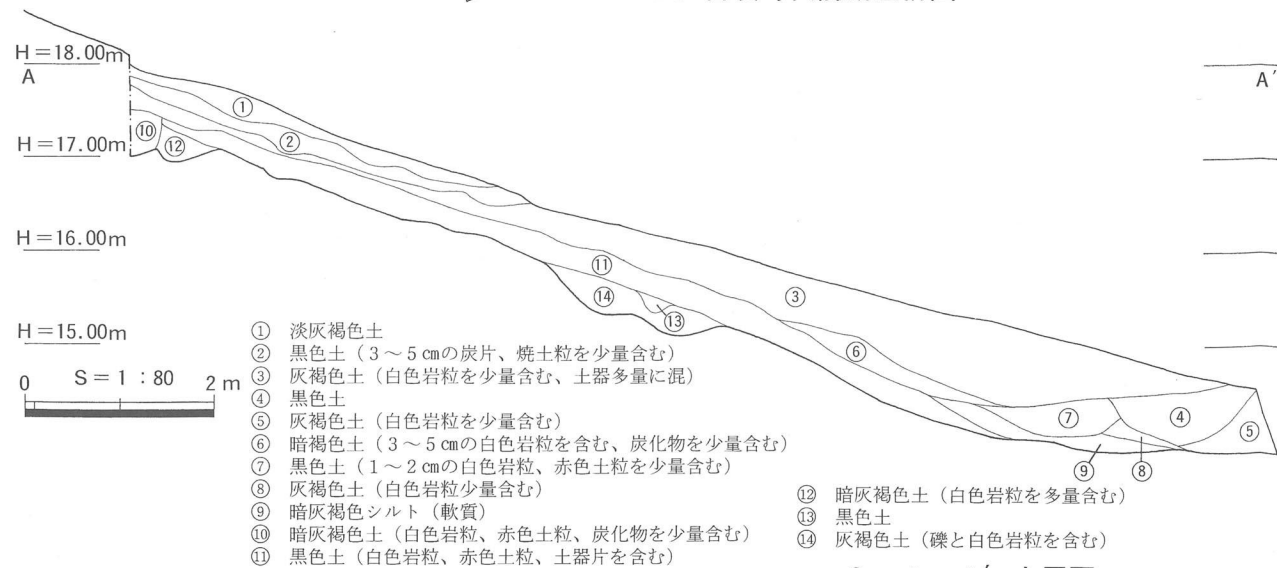 H＝18.00m
A
A′
①
⑩
②
H＝17.00m
⑫
H＝16.00m
⑪
⑭
③
⑬
H＝15.00m
⑥
0　S＝1：80　2 m
⑦
④
⑤
⑨
⑧
① 淡灰褐色土
② 黒色土（3～5㎝の炭片、焼土粒を少量含む）
③ 灰褐色土（白色岩粒を少量含む、土器多量に混）
④ 黒色土
⑤ 灰褐色土（白色岩粒を少量含む）
⑥ 暗褐色土（3～5㎝の白色岩粒を含む、炭化物を少量含む）
⑦ 黒色土（1～2㎝の白色岩粒、赤色土粒を少量含む）
⑧ 灰褐色土（白色岩粒少量含む）
⑨ 暗灰褐色シルト（軟質）
⑩ 暗灰褐色土（白色岩粒、赤色土粒、炭化物を少量含む）
⑪ 黒色土（白色岩粒、赤色土粒、土器片を含む）
⑫ 暗灰褐色土（白色岩粒を多量含む）
⑬ 黒色土
⑭ 灰褐色土（礫と白色岩粒を含む）